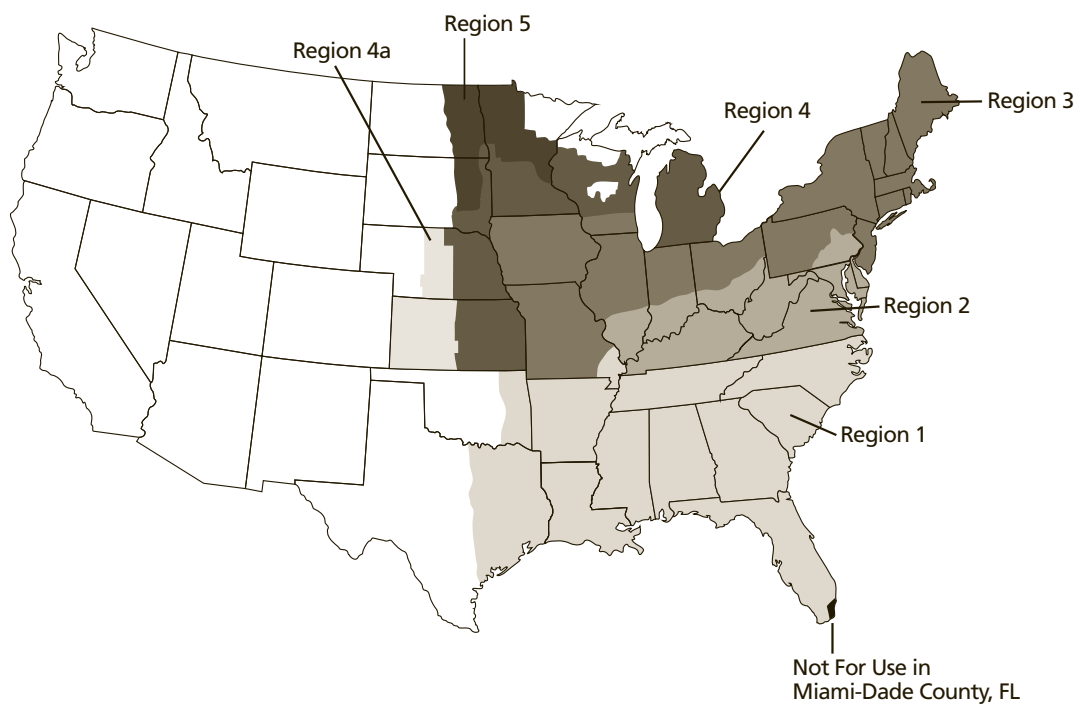 Region 5
Region 4a
Region 4
Region 3
Region 2
Region 1
Not For Use in
Miami-Dade County, FL